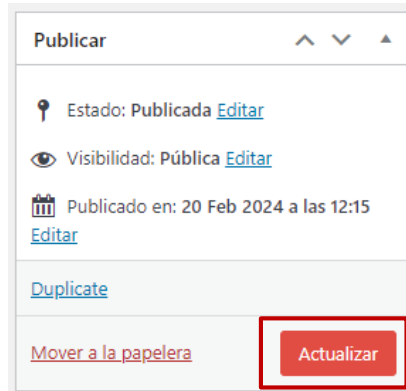 Publicar
Estado: Publicada Editar
Visibilidad: Pública Editar
Publicado en: 20 Feb 2024 a las 12:15
Editar
Duplicate
Mover a la papelera Actualizar